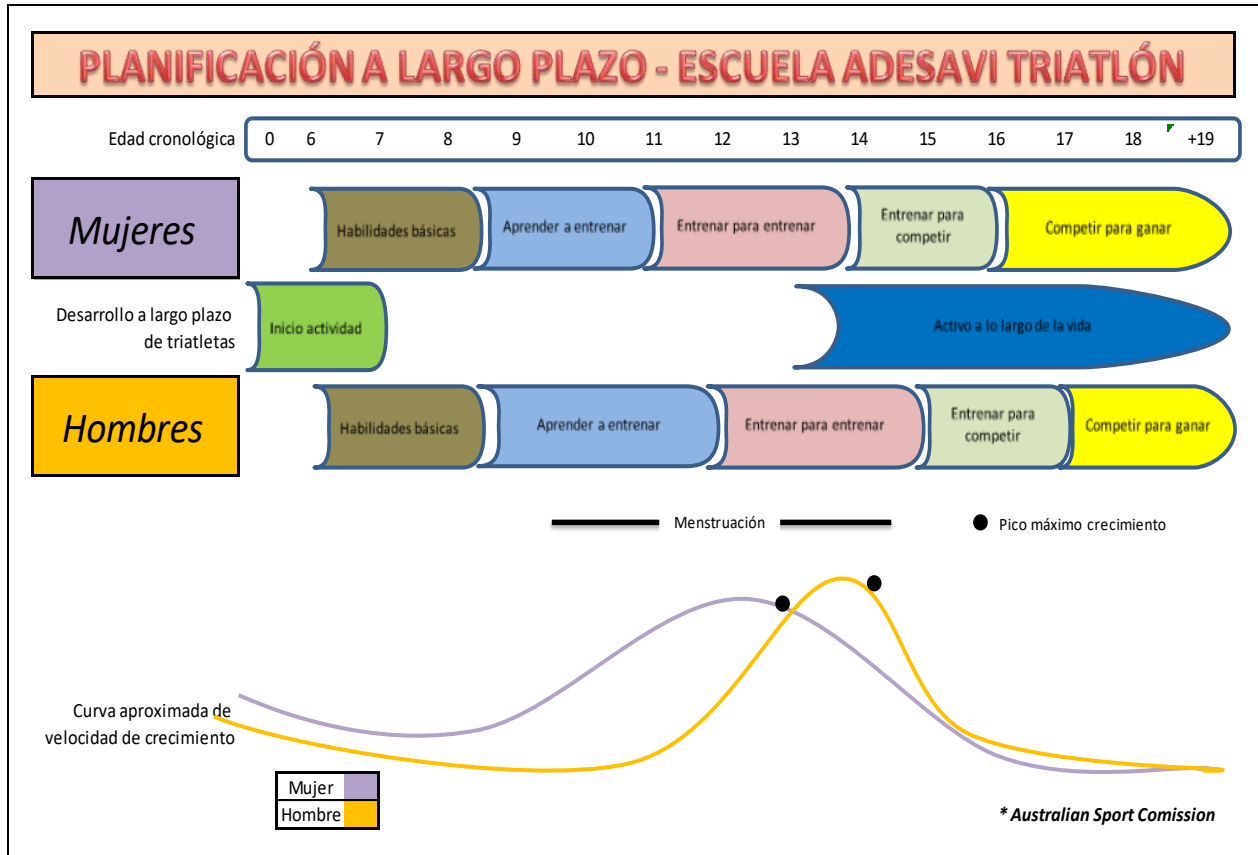 PLANIFICACIÓN A LARGO PLAZO - ESCUELA ADESAVI TRIATLÓN
Edad cronológica 0 6 7 8 9 10 11 12 13 14 15 16 17 18 +19
Mujeres
Habilidades básicas
Aprender a entrenar
Entrenar para entrenar
Entrenar para
competir
Competir para ganar
Desarrollo a largo plazo
de triatletas
Inicio actividad
Activo a lo largo de la vida
Hombres
Habilidades básicas
Aprender a entrenar
Entrenar para entrenar
Entrenar para
competir
Competir para ganar
Menstruación
Pico máximo crecimiento
Curva aproximada de
velocidad de crecimiento
Mujer
Hombre
* Australian Sport Comission